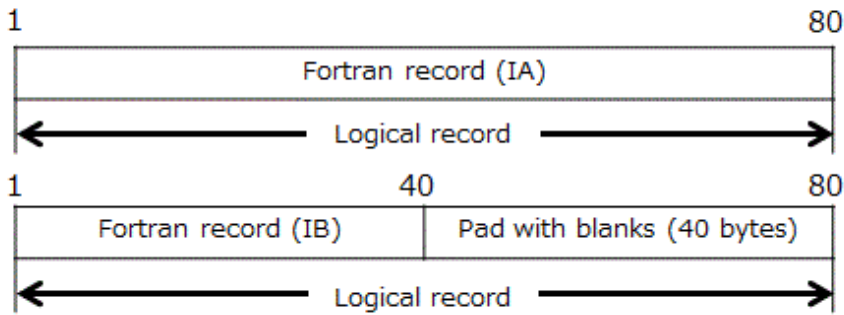 1 80
Fortran record (IA)
Logical record
1 40 80
Fortran record (IB) Pad with blanks (40 bytes)
Logical record